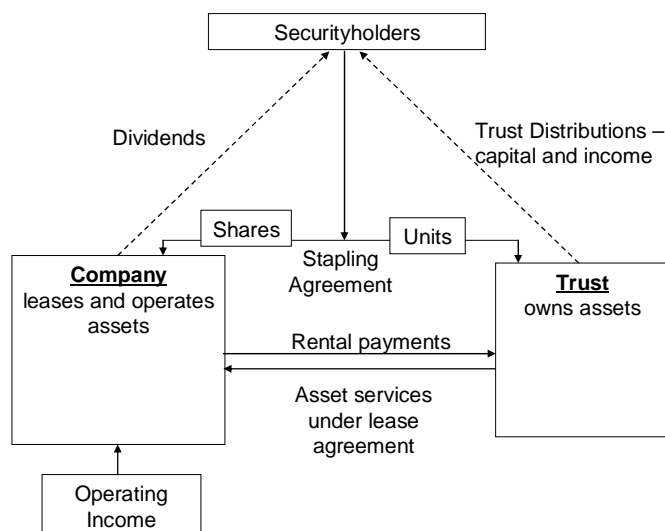 Securityholders
Dividends
Trust Distributions –
capital and income
Shares
Units
Stapling
Agreement
Company
leases and operates
assets
Trust
owns assets
Rental payments
Asset services
under lease
agreement
Operating
Income